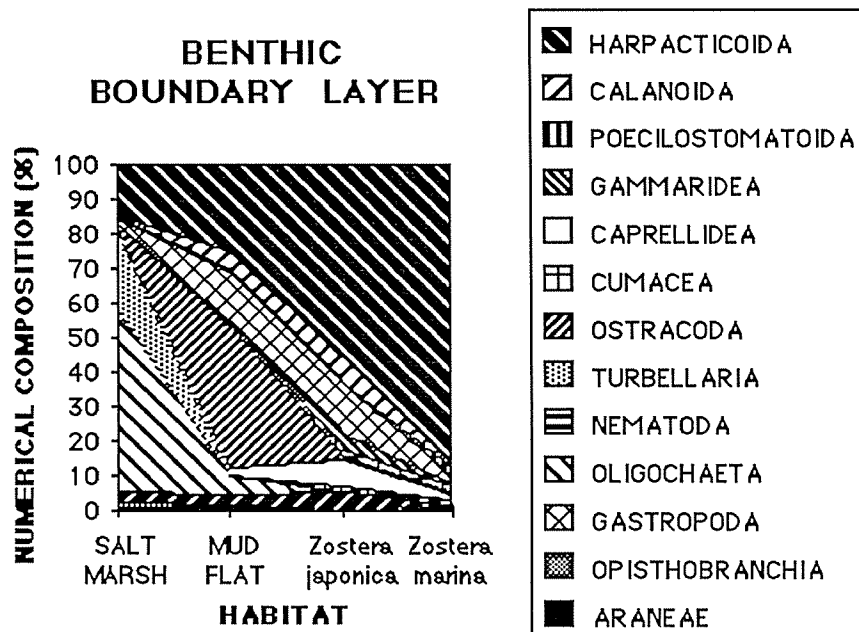 BENTHIC
BOUNDARY LAYER
NUMERICAL COMPOSITION (%)
100
90
80
70
60
50
40
30
20
10
0
SALT MARSH
MUD FLAT
Zostera japonica
Zostera marina
HABITAT
HARPACTICOIDA
CALANOIDA
POECILOSTOMATOIDA
GAMMARIDEA
CAPRELLIDEA
CUMACEA
OSTRACODA
TURBELLARIA
NEMATODA
OLIGOCHAETA
GASTROPODA
OPISTHOBRANCHIA
ARANEAE